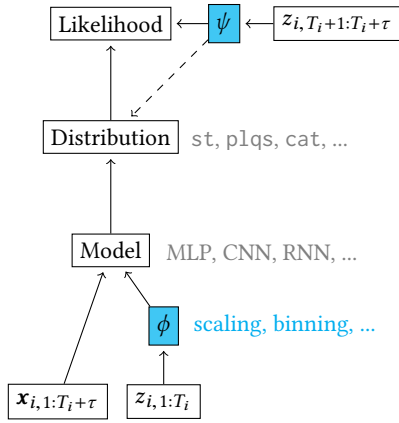 Likelihood ψ z_{i,T_i+1:T_i+τ}
Distribution st, plqs, cat, ...
Model MLP, CNN, RNN, ...
ϕ scaling, binning, ...
x_{i,1:T_i+τ} z_{i,1:T_i}